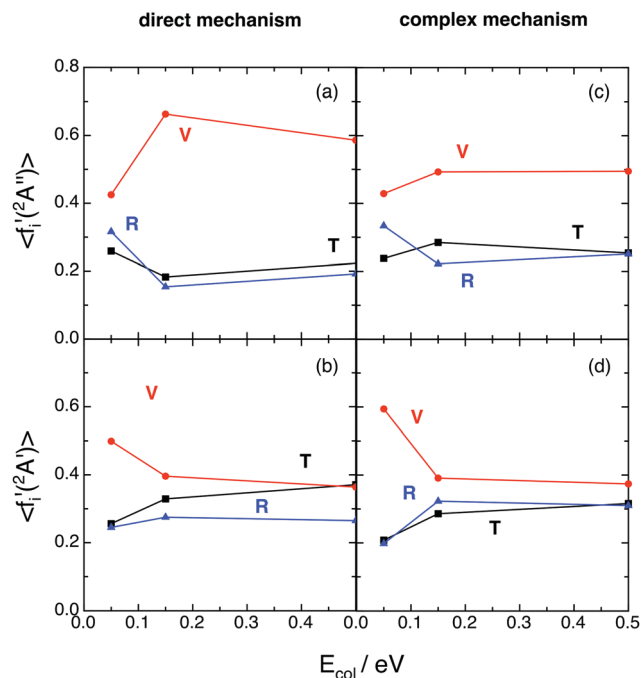 direct mechanism
complex mechanism
(a)
(c)
0.8
0.6
0.4
0.2
0.0
V
R
T
V
T
R
<f_i'(²A'')>
(b)
(d)
0.6
0.4
0.2
0.0
V
T
R
V
R
T
<f_i'(²A')>
0.0 0.1 0.2 0.3 0.4 0.0 0.1 0.2 0.3 0.4 0.5
E_col / eV